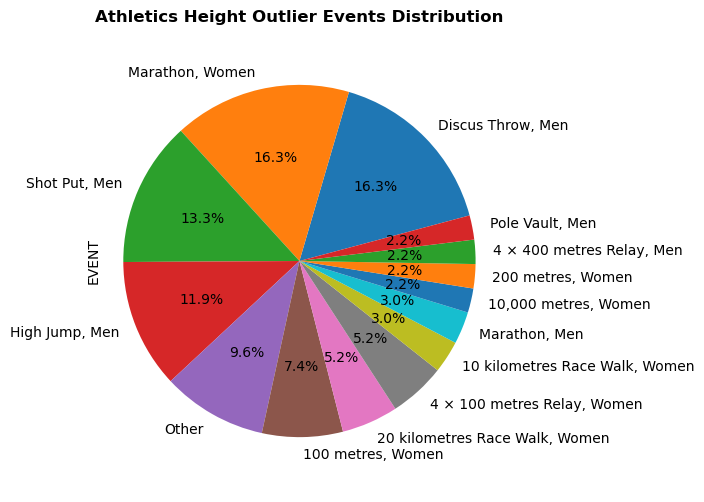 Athletics Height Outlier Events Distribution
Marathon, Women
Discus Throw, Men
16.3%
16.3%
Shot Put, Men
13.3%
Pole Vault, Men
2.2%
4 × 400 metres Relay, Men
2.2%
EVENT
200 metres, Women
2.2%
10,000 metres, Women
2.2%
High Jump, Men
11.9%
Marathon, Men
3.0%
10 kilometres Race Walk, Women
3.0%
4 × 100 metres Relay, Women
5.2%
Other
9.6%
20 kilometres Race Walk, Women
5.2%
100 metres, Women
7.4%